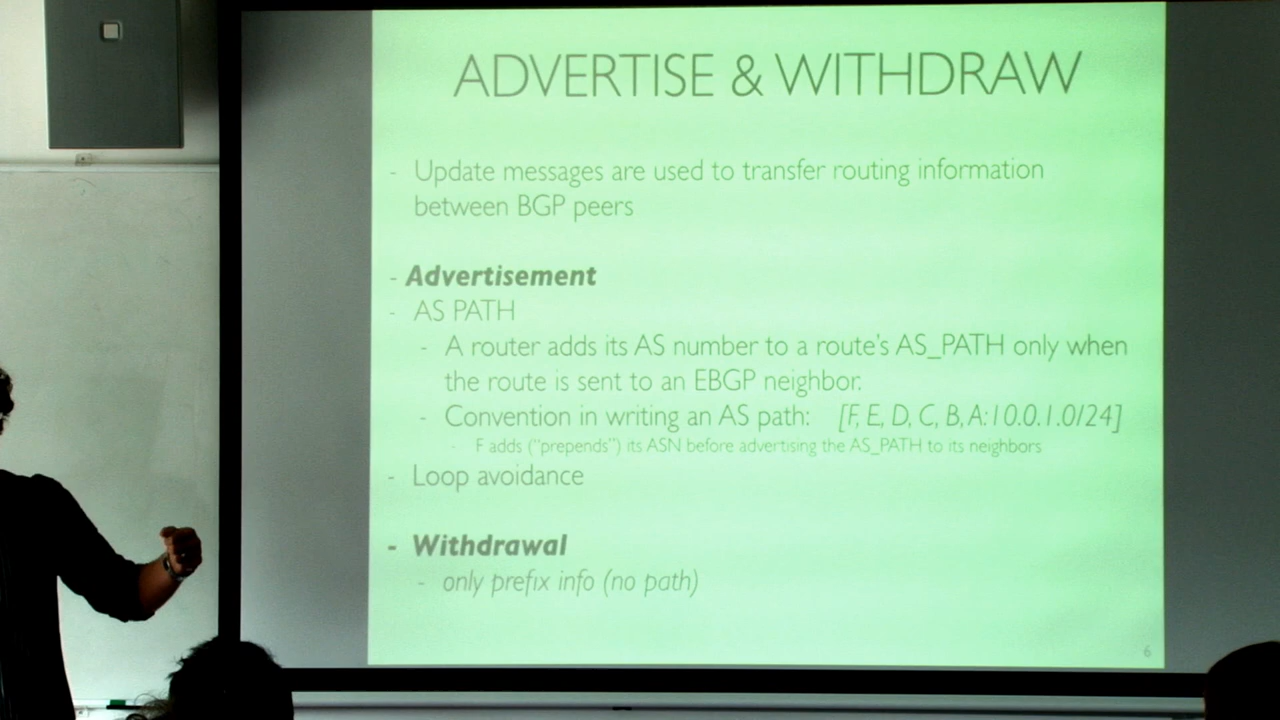 ADVERTISE & WITHDRAW
- Update messages are used to transfer routing information
between BGP peers
- Advertisement
- AS PATH
- A router adds its AS number to a route's AS_PATH only when
the route is sent to an EBGP neighbor.
- Convention in writing an AS path: [F, E, D, C, B, A:10.0.1.0/24]
- F adds ("prepends") its ASN before advertising the AS_PATH to its neighbors
- Loop avoidance
- Withdrawal
- only prefix info (no path)
6